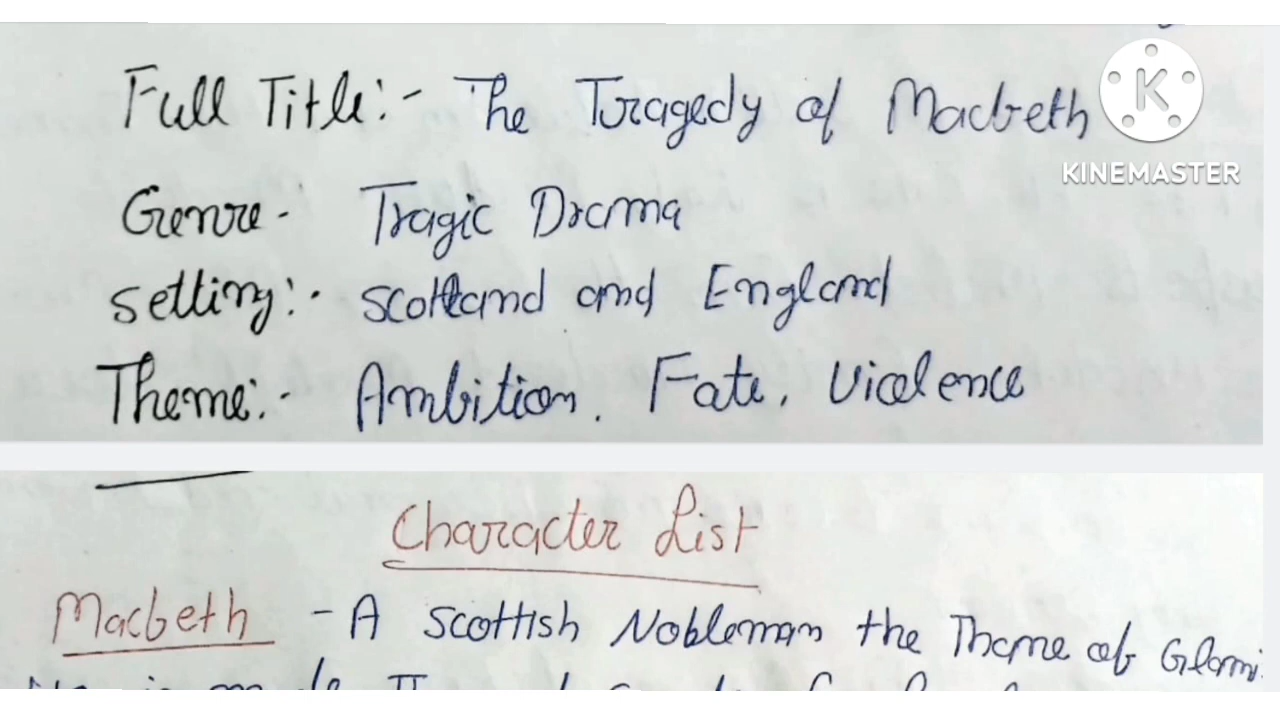 Full Title:- The Tragedy of Macbeth
K
KINEMASTER
Genre - Tragic Drama
Setting:- Scotland and England
Theme:- Ambition. Fate. Violence
Character List
Macbeth - A Scottish Nobleman the Thane of Glami